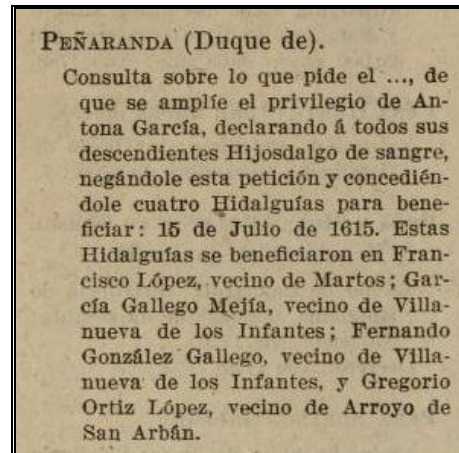 PEÑARANDA (Duque de).
Consulta sobre lo que pide el ..., de
que se amplíe el privilegio de An-
tona García, declarando á todos sus
descendientes Hijosdalgo de sangre,
negándole esta petición y concedién-
dole cuatro Hidalguías para bene-
ficiar: 15 de Julio de 1615. Estas
Hidalguías se beneficiaron en Fran-
cisco López, vecino de Martos; Gar-
cía Gallego Mejía, vecino de Villa-
nueva de los Infantes; Fernando
González Gallego, vecino de Villa-
nueva de los Infantes, y Gregorio
Ortiz López, vecino de Arroyo de
San Arbán.